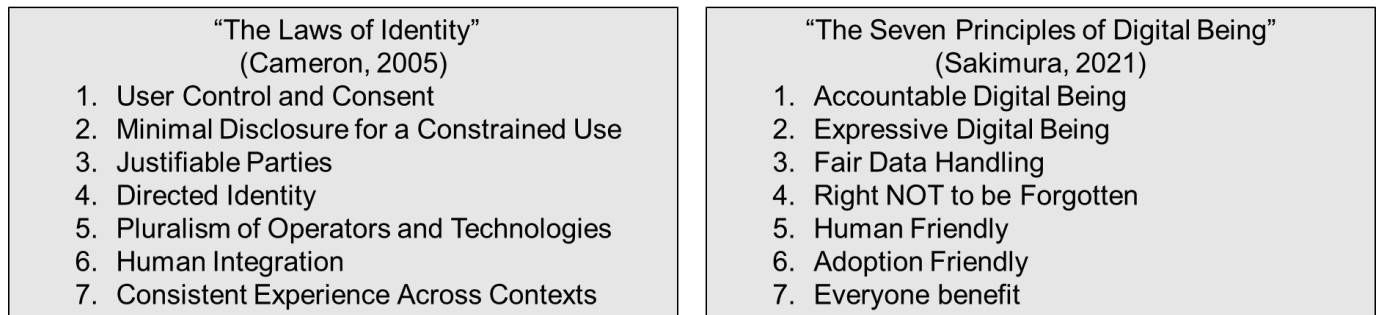 “The Laws of Identity”
(Cameron, 2005)
1. User Control and Consent
2. Minimal Disclosure for a Constrained Use
3. Justifiable Parties
4. Directed Identity
5. Pluralism of Operators and Technologies
6. Human Integration
7. Consistent Experience Across Contexts
“The Seven Principles of Digital Being”
(Sakimura, 2021)
1. Accountable Digital Being
2. Expressive Digital Being
3. Fair Data Handling
4. Right NOT to be Forgotten
5. Human Friendly
6. Adoption Friendly
7. Everyone benefit